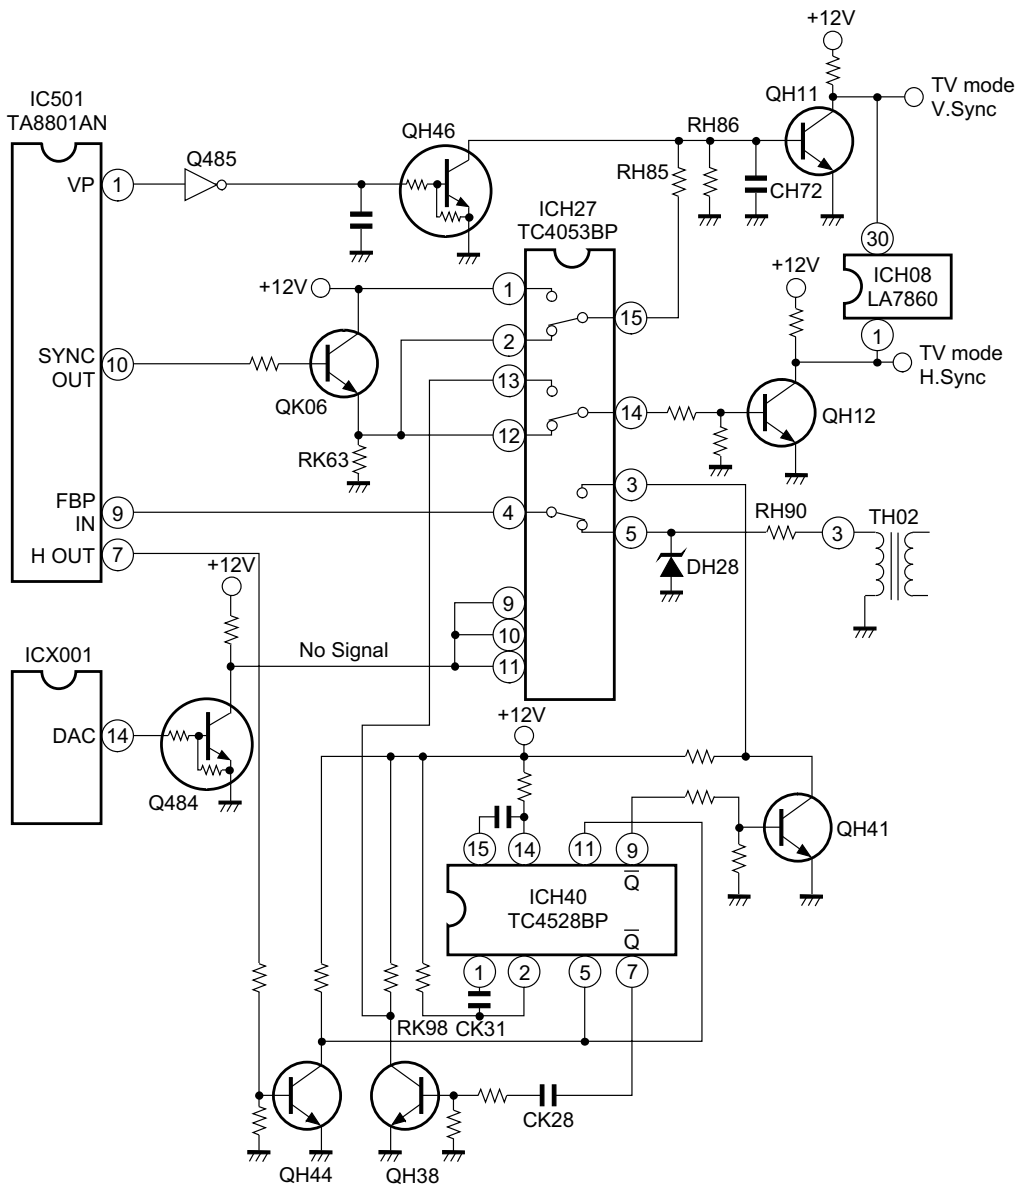 +12V
TV mode
V.Sync
IC501
TA8801AN
QH11
QH46
RH86
Q485
VP
1
RH85
CH72
ICH27
TC4053BP
30
ICH08
LA7860
+12V
+12V
1
15
1
2
SYNC
OUT
10
TV mode
H.Sync
13
QK06
14
QH12
12
RK63
3
FBP
IN
9
4
5
RH90
3
TH02
DH28
H OUT
7
+12V
9
10
No Signal
11
ICX001
DAC
14
+12V
Q484
QH41
15
14
11
9
Q
ICH40
TC4528BP
Q
1
2
5
7
RK98
CK31
CK28
QH44
QH38